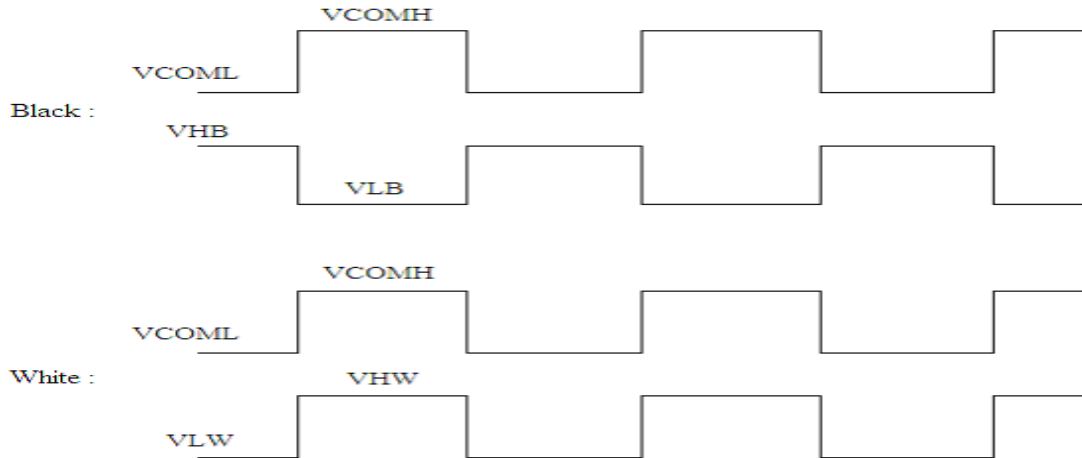 VCOMH
VCOML
Black :
VHB
VLB
VCOMH
VCOML
White :
VHW
VLW